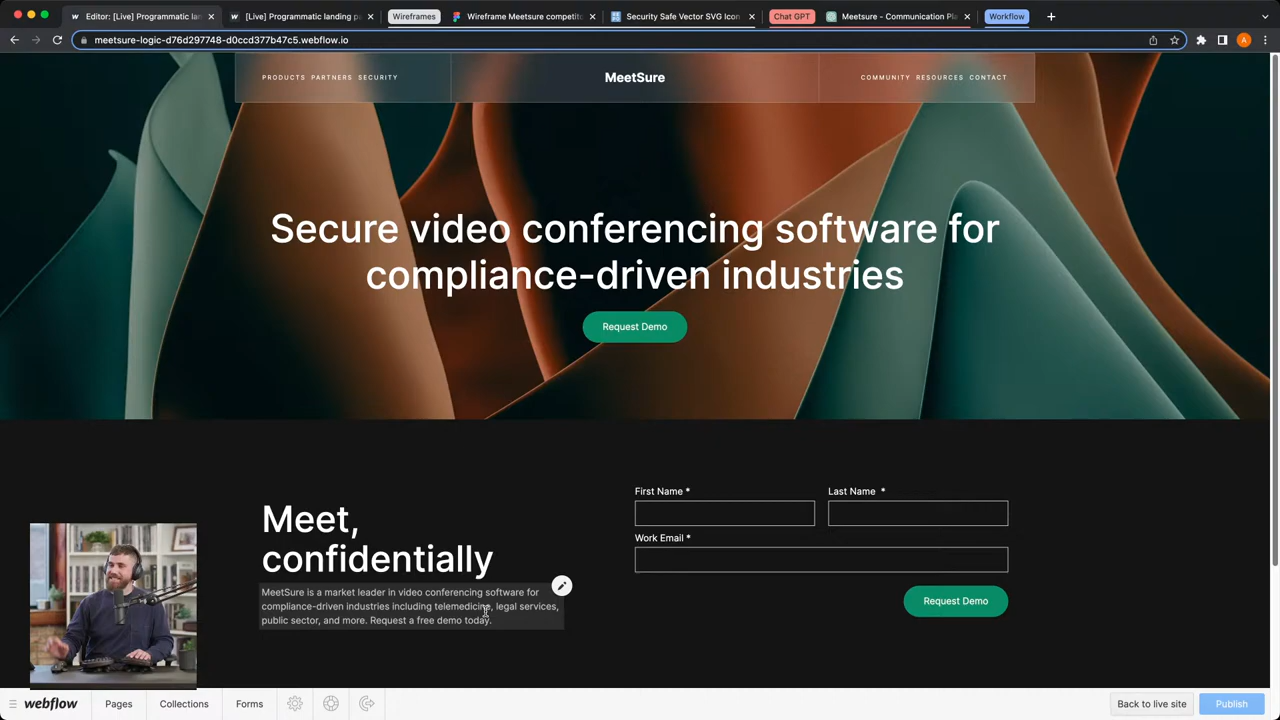 Editor: [Live] Programmatic lan
[Live] Programmatic landing p
Wireframes
Wireframe Meetsure competit
Security Safe Vector SVG Icon
Chat GPT
Meetsure - Communication Pl
Workflow
meetsure-logic-d76d297748-d0ccd377b47c5.webflow.io
A
PRODUCTS PARTNERS SECURITY
MeetSure
COMMUNITY RESOURCES CONTACT
Secure video conferencing software for
compliance-driven industries
Request Demo
Meet,
confidentially
MeetSure is a market leader in video conferencing software for
compliance-driven industries including telemedicine, legal services,
public sector, and more. Request a free demo today.
First Name *
Last Name *
Work Email *
Request Demo
webflow
Pages
Collections
Forms
Back to live site
Publish